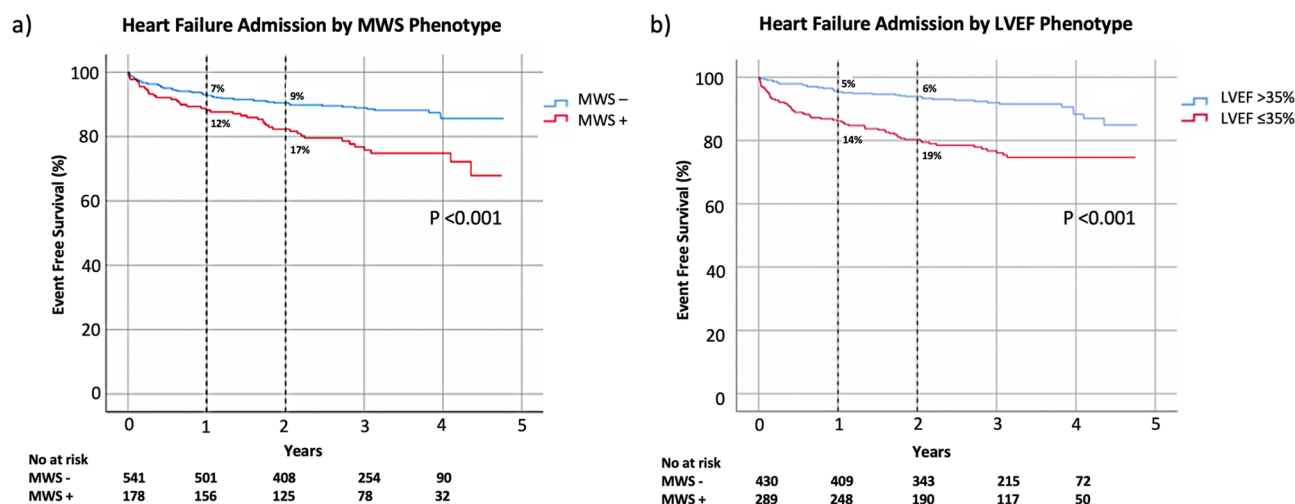 a)
Heart Failure Admission by MWS Phenotype
Event Free Survival (%)
100
80
60
40
20
0
7%
9%
12%
17%
MWS –
MWS +
P <0.001
0 1 2 3 4 5
Years
No at risk
MWS - 541 501 408 254 90
MWS + 178 156 125 78 32
b)
Heart Failure Admission by LVEF Phenotype
Event Free Survival (%)
100
80
60
40
20
0
5%
6%
14%
19%
LVEF >35%
LVEF ≤35%
P <0.001
0 1 2 3 4 5
Years
No at risk
MWS - 430 409 343 215 72
MWS + 289 248 190 117 50